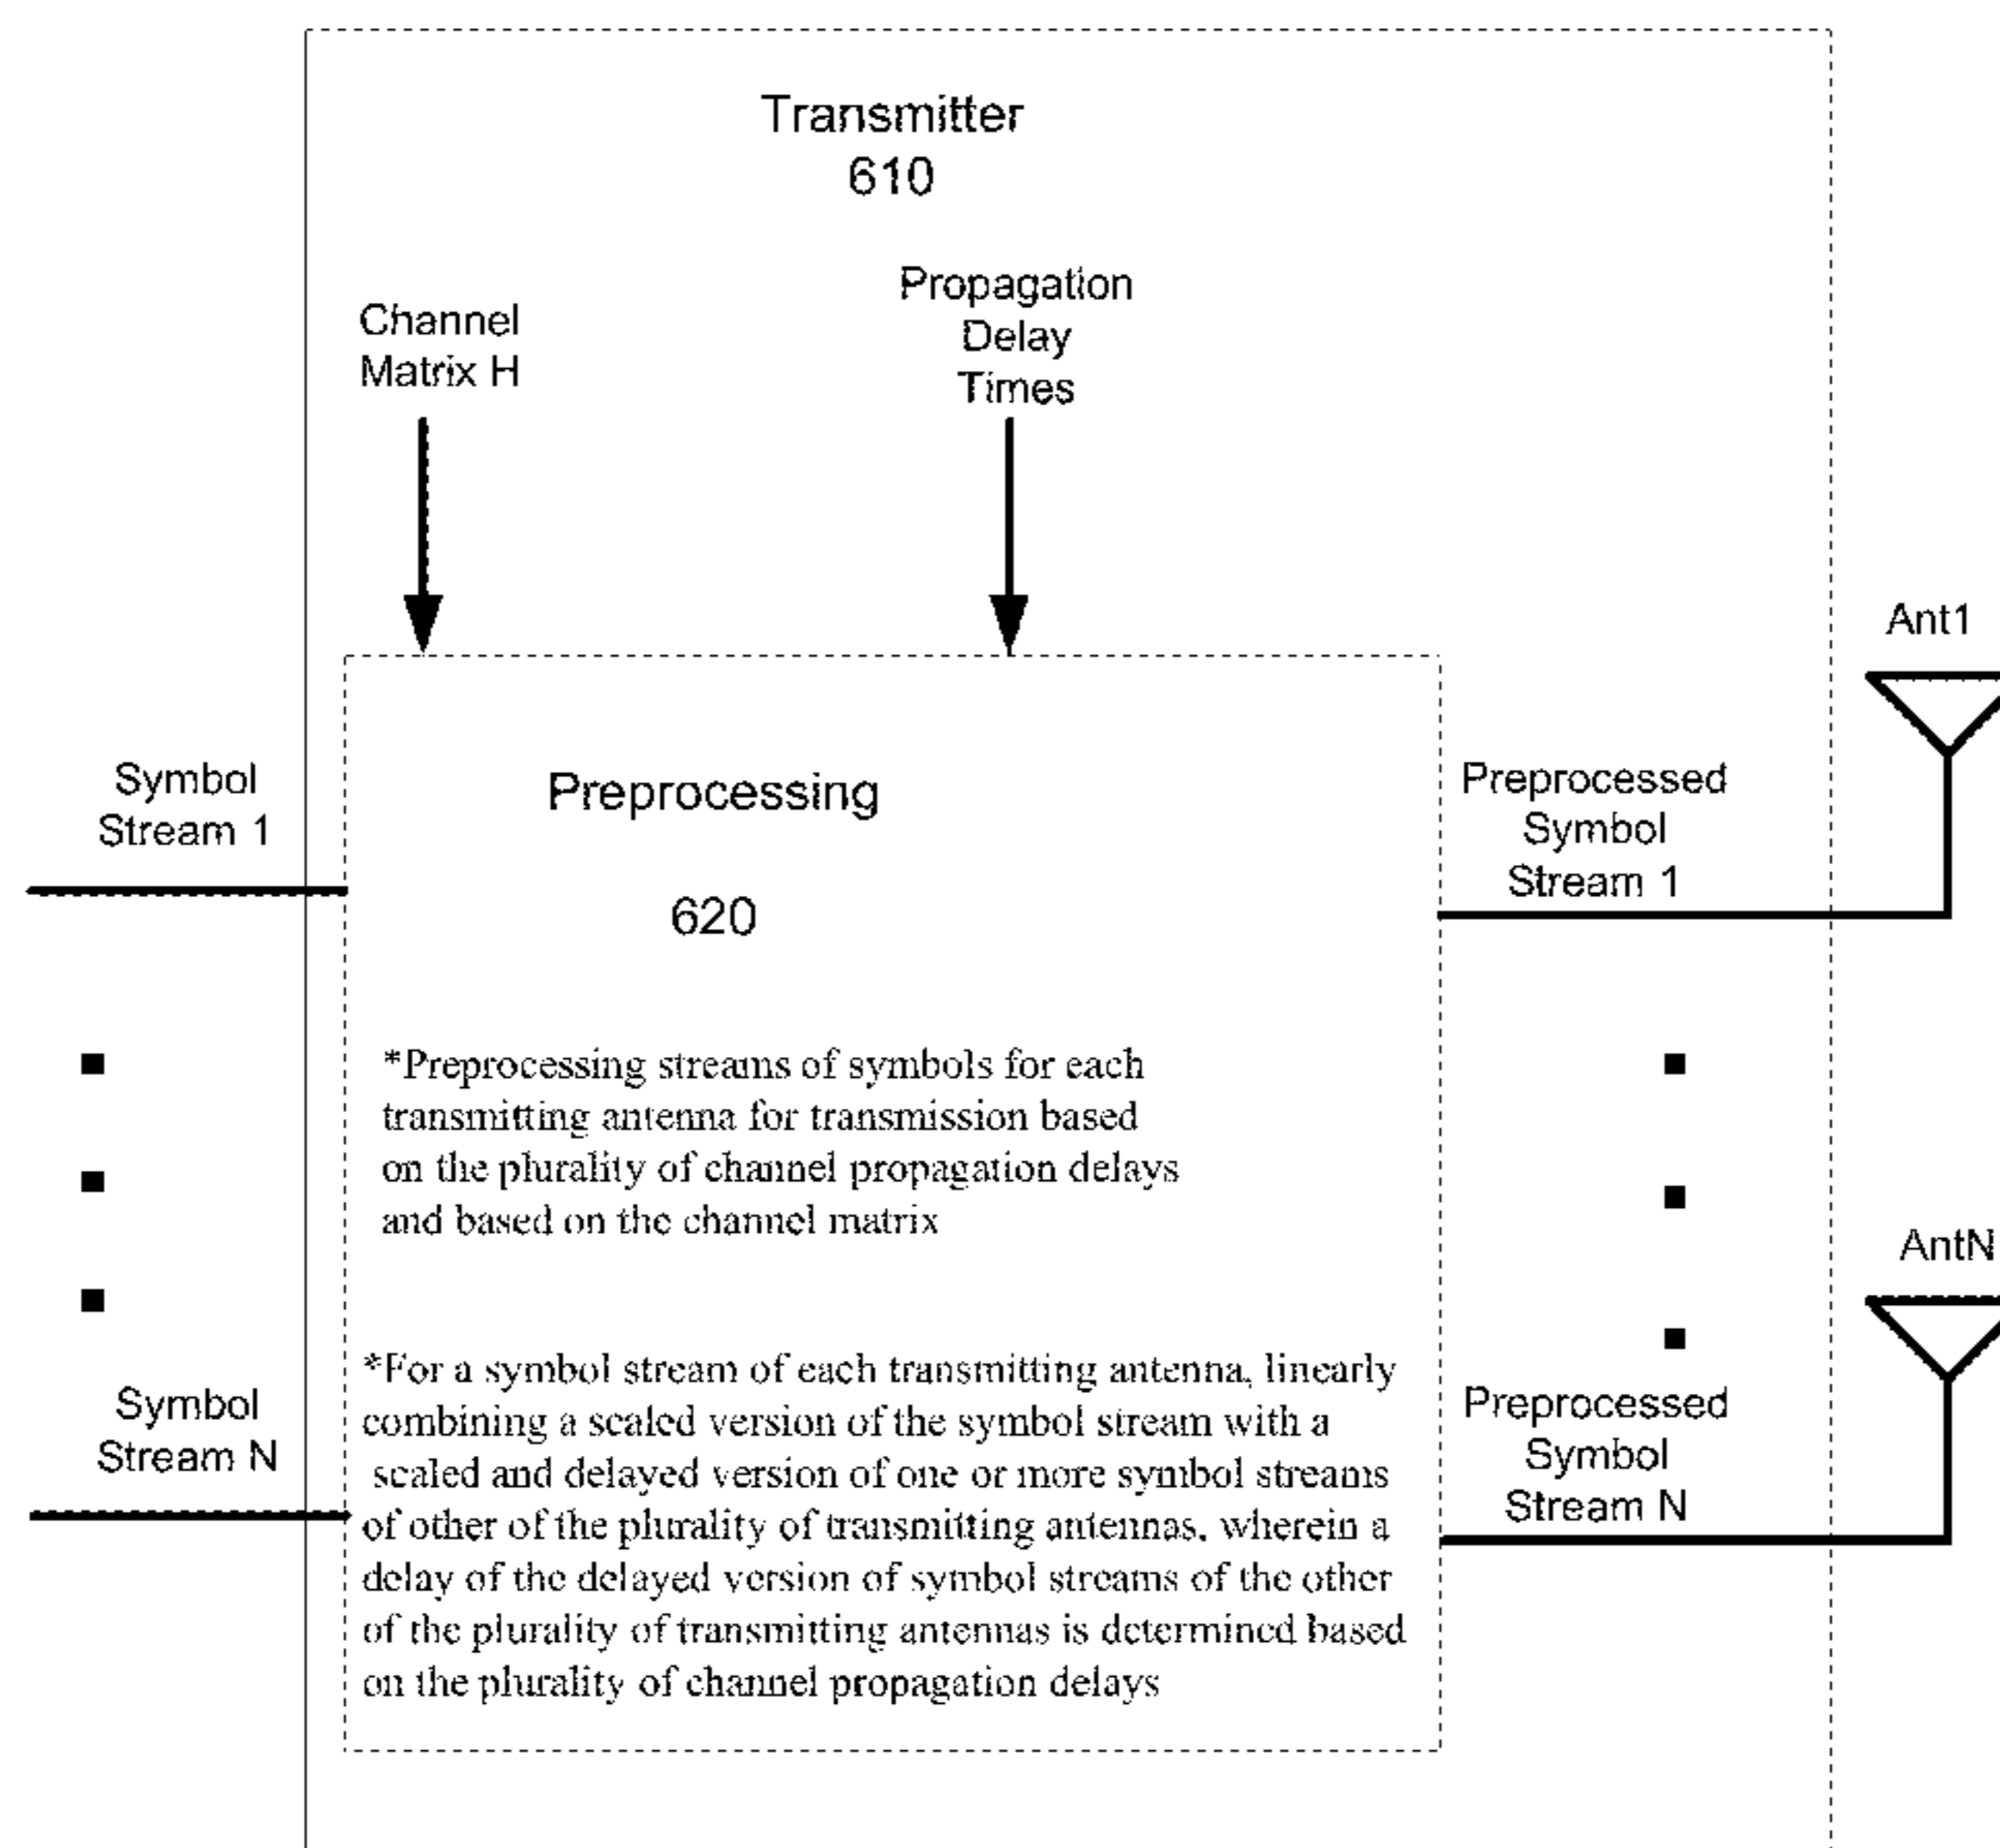 Transmitter
610
Channel
Matrix H
Propagation
Delay
Times
Ant1
Symbol
Stream 1
Preprocessing
620
Preprocessed
Symbol
Stream 1
*Preprocessing streams of symbols for each
transmitting antenna for transmission based
on the plurality of channel propagation delays
and based on the channel matrix
AntN
*For a symbol stream of each transmitting antenna, linearly
combining a scaled version of the symbol stream with a
scaled and delayed version of one or more symbol streams
of other of the plurality of transmitting antennas, wherein a
delay of the delayed version of symbol streams of the other
of the plurality of transmitting antennas is determined based
on the plurality of channel propagation delays
Symbol
Stream N
Preprocessed
Symbol
Stream N